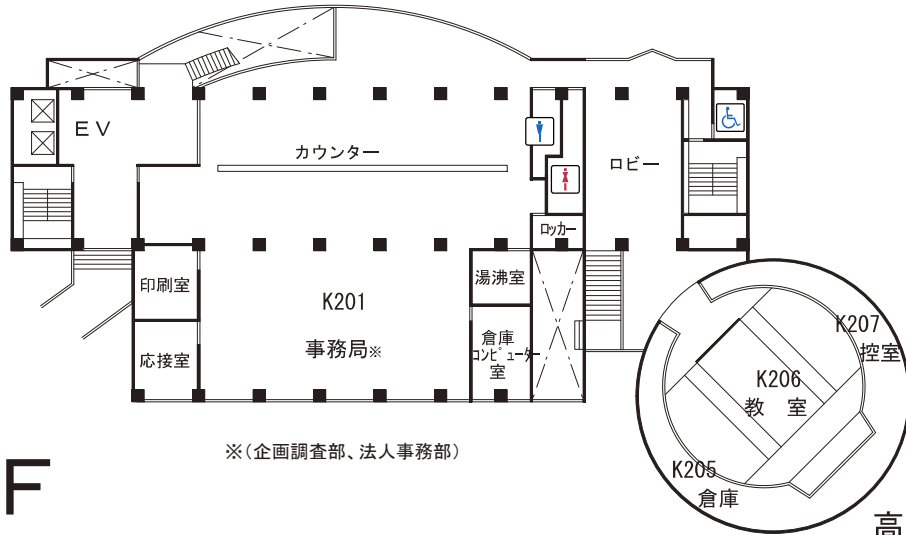 EV
カウンター
ロビー
ロッカー
印刷室
湯沸室
K201
事務局※
応接室
倉庫
コンピューター
室
K207
控室
K206
教 室
K205
倉庫
※(企画調査部、法人事務部)
F
高